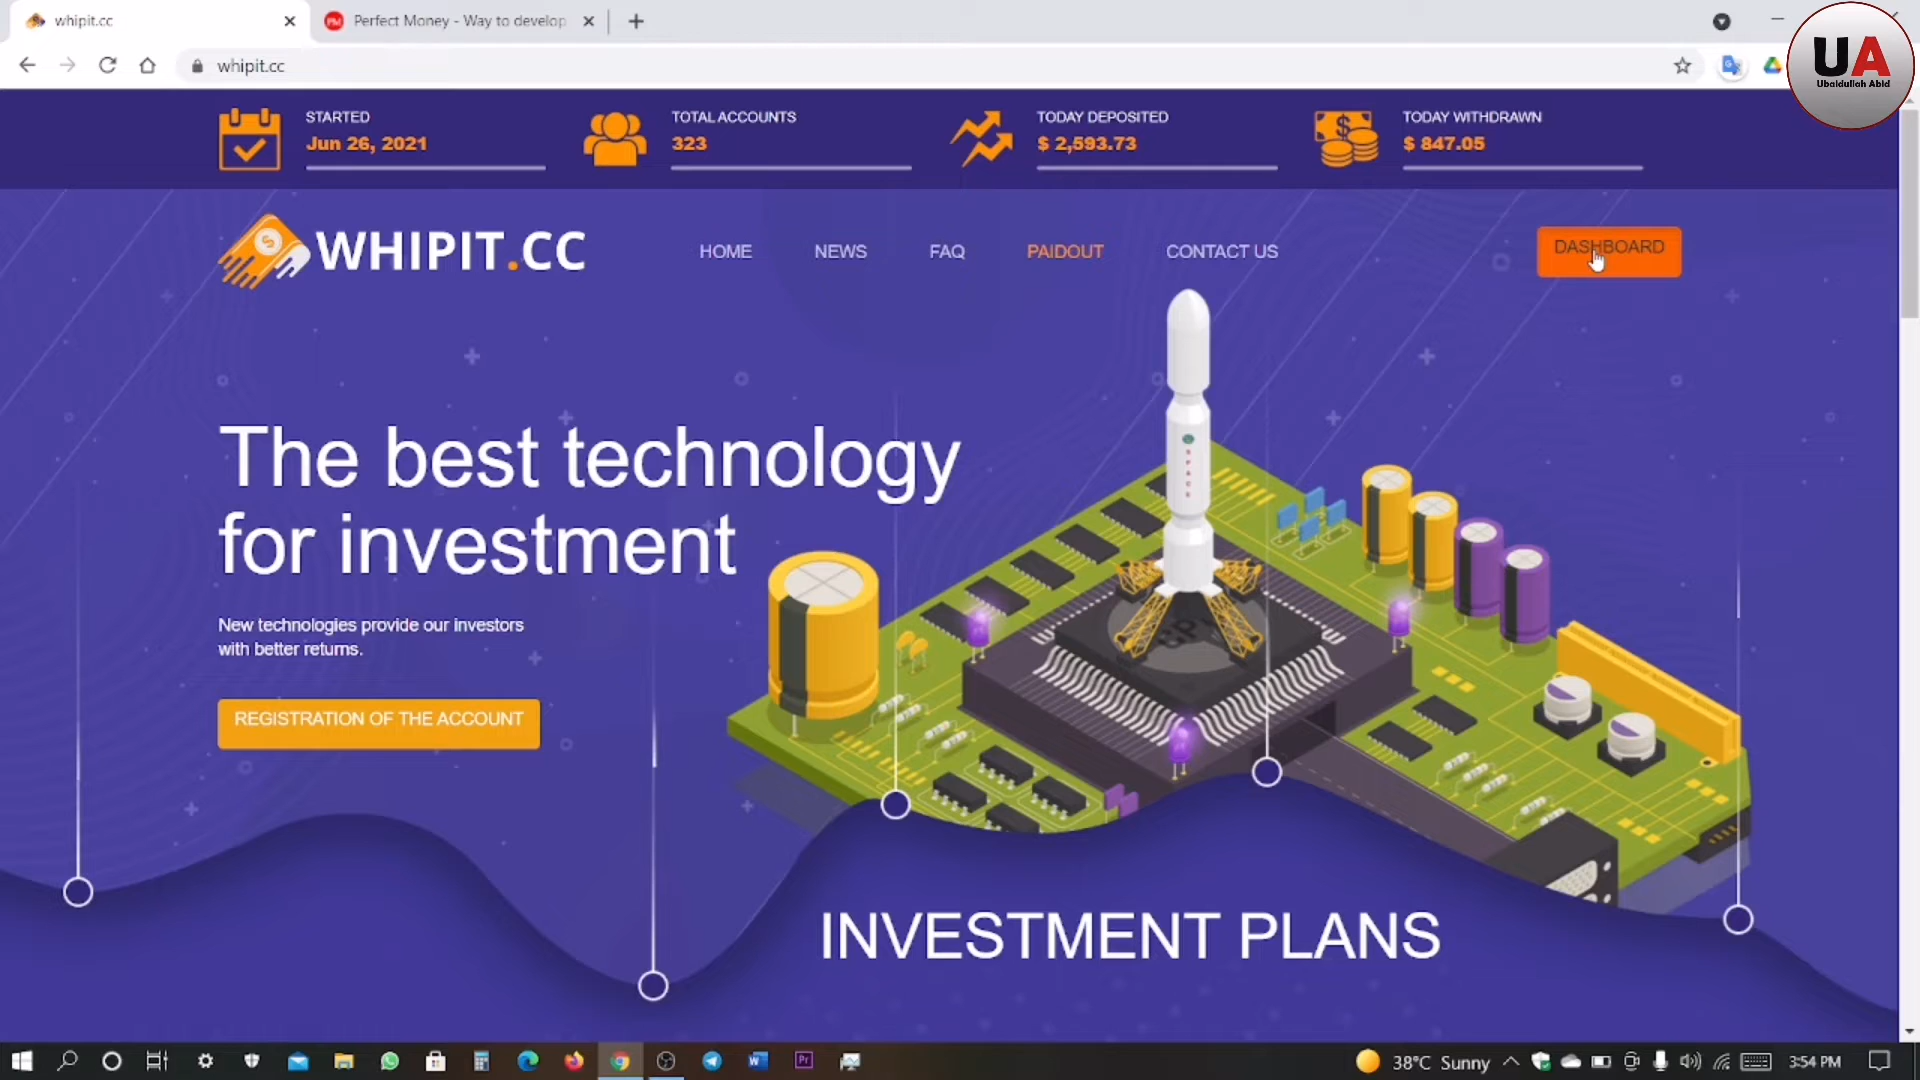 whipit.cc
Perfect Money - Way to develop
whipit.cc
UA
Ubaidullah Abid
STARTED
Jun 26, 2021
TOTAL ACCOUNTS
323
TODAY DEPOSITED
$ 2,593.73
TODAY WITHDRAWN
$ 847.05
WHIPIT.CC
HOME
NEWS
FAQ
PAIDOUT
CONTACT US
DASHBOARD
The best technology
for investment
New technologies provide our investors
with better returns.
REGISTRATION OF THE ACCOUNT
INVESTMENT PLANS
38°C Sunny
3:54 PM